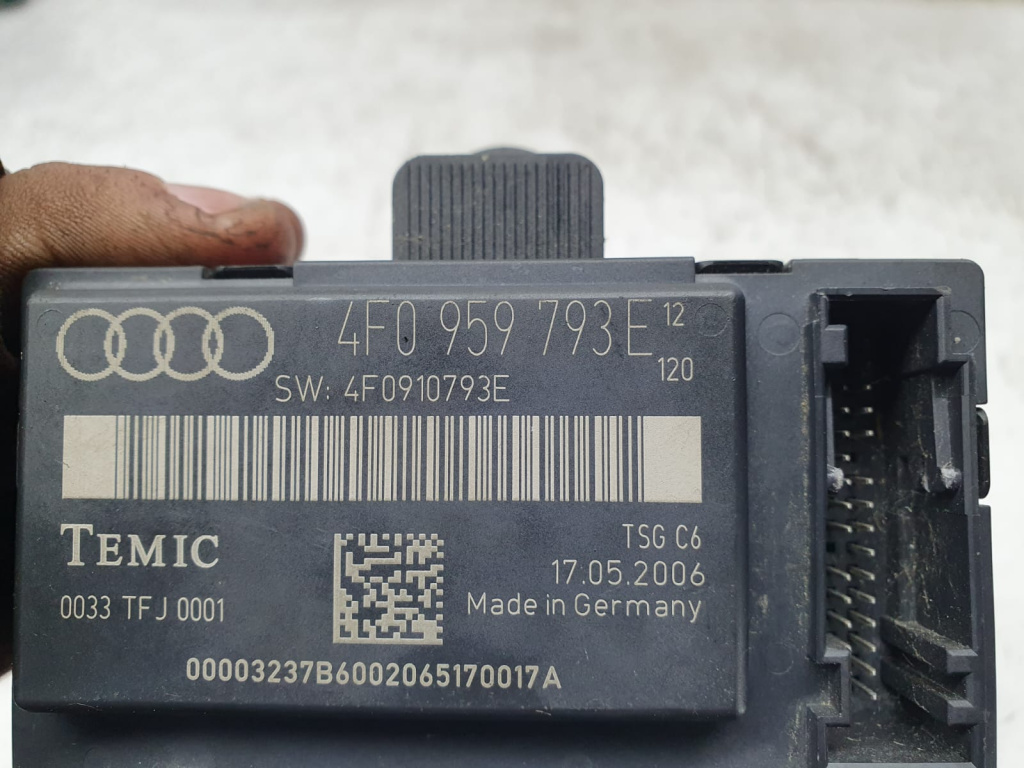 4F0 959 793E 12
120
SW: 4F0910793E
TEMIC
TSG C6
17.05.2006
0033 TFJ 0001
Made in Germany
00003237B6002065170017A